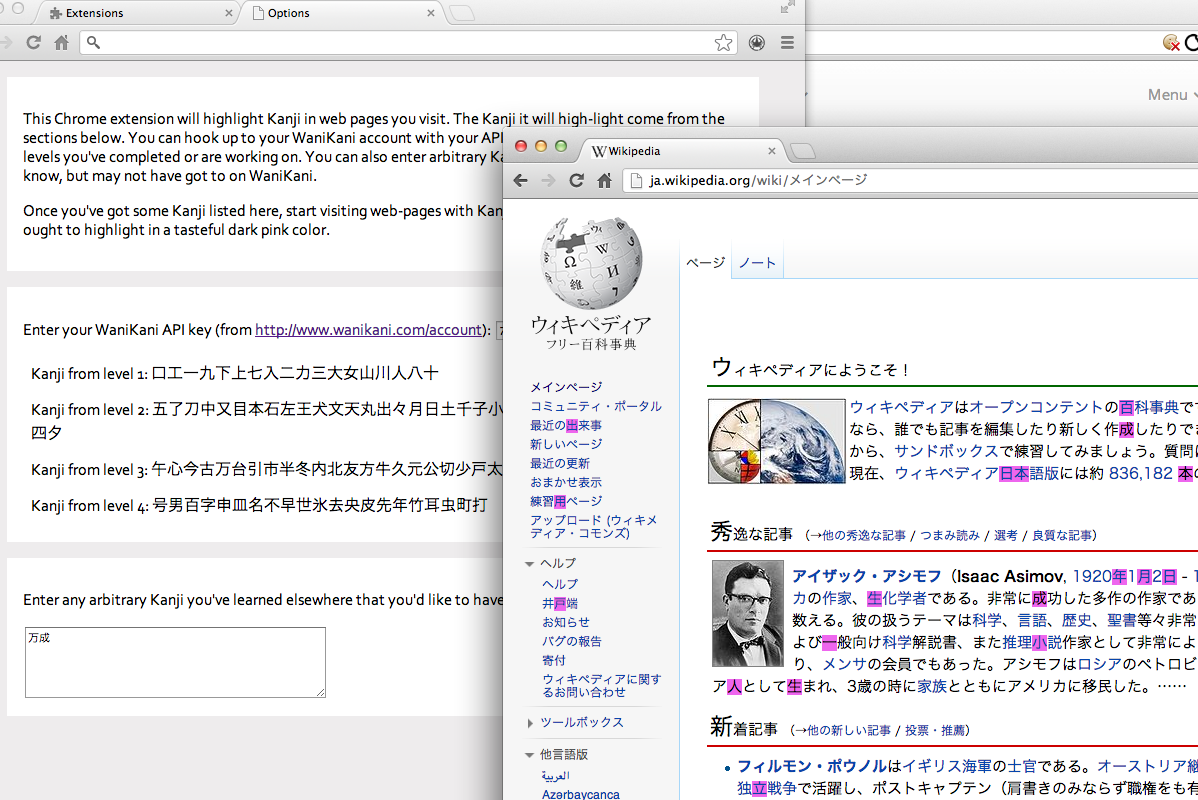 Extensions
Options
This Chrome extension will highlight Kanji in web pages you visit. The Kanji it will high-light come from the
sections below. You can hook up to your WaniKani account with your API
levels you've completed or are working on. You can also enter arbitrary Ka
know, but may not have got to on WaniKani.
Once you've got some Kanji listed here, start visiting web-pages with Kan
ought to highlight in a tasteful dark pink color.
Enter your WaniKani API key (from http://www.wanikani.com/account):
Kanji from level 1: 口工一九下上七入二力三大女山川人八十
Kanji from level 2: 五了刀中又目本石左王犬文天丸出々月日土千子小
四夕
Kanji from level 3: 午心今古万台引市半冬内北友方牛久元公切少戸太
Kanji from level 4: 号男百字申皿名不早世氷去央皮先年竹耳虫町打
Enter any arbitrary Kanji you've learned elsewhere that you'd like to have
万成
Menu
Wikipedia
ja.wikipedia.org/wiki/メインページ
ウィキペディア
フリー百科事典
メインページ
コミュニティ・ポータル
最近の出来事
新しいページ
最近の更新
おまかせ表示
練習用ページ
アップロード (ウィキメ
ディア・コモンズ)
ヘルプ
ヘルプ
井戸端
お知らせ
バグの報告
寄付
ウィキペディアに関す
るお問い合わせ
ツールボックス
他言語版
العربية
Azərbaycanca
ページ
ノート
ウィキペディアにようこそ！
ウィキペディアはオープンコンテントの百科事典で
なら、誰でも記事を編集したり新しく作成したりでき
から、サンドボックスで練習してみましょう。質問に
現在、ウィキペディア日本語版には約 836,182 本の
秀逸な記事 （→他の秀逸な記事 / つまみ読み / 選考 / 良質な記事）
アイザック・アシモフ（Isaac Asimov, 1920年1月2日 - 1
カの作家、生化学者である。非常に成功した多作の作家であ
数える。彼の扱うテーマは科学、言語、歴史、聖書等々非常
よび一般向け科学解説書、また推理小説作家として非常によ
り、メンサの会員でもあった。アシモフはロシアのペトロビ
ア人として生まれ、3歳の時に家族とともにアメリカに移民した。……
新着記事 （→他の新しい記事 / 投票・推薦）
フィルモン・ポウノルはイギリス海軍の士官である。オーストリア継
独立戦争で活躍し、ポストキャプテン（肩書きのみならず職権をも有